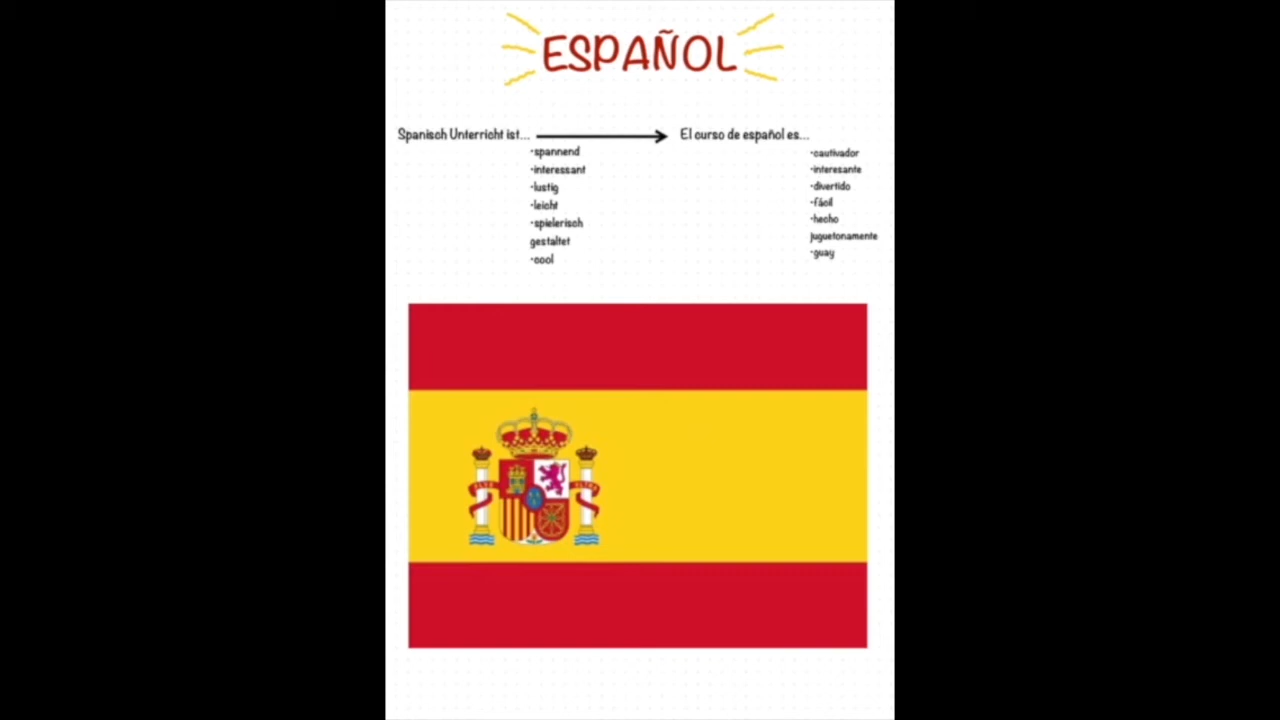 ESPAÑOL
Spanisch Unterricht ist...
-spannend
-interessant
-lustig
-leicht
-spielerisch
gestaltet
-cool
El curso de español es...
-cautivador
-interesante
-divertido
-fácil
-hecho
juguetonamente
-guay